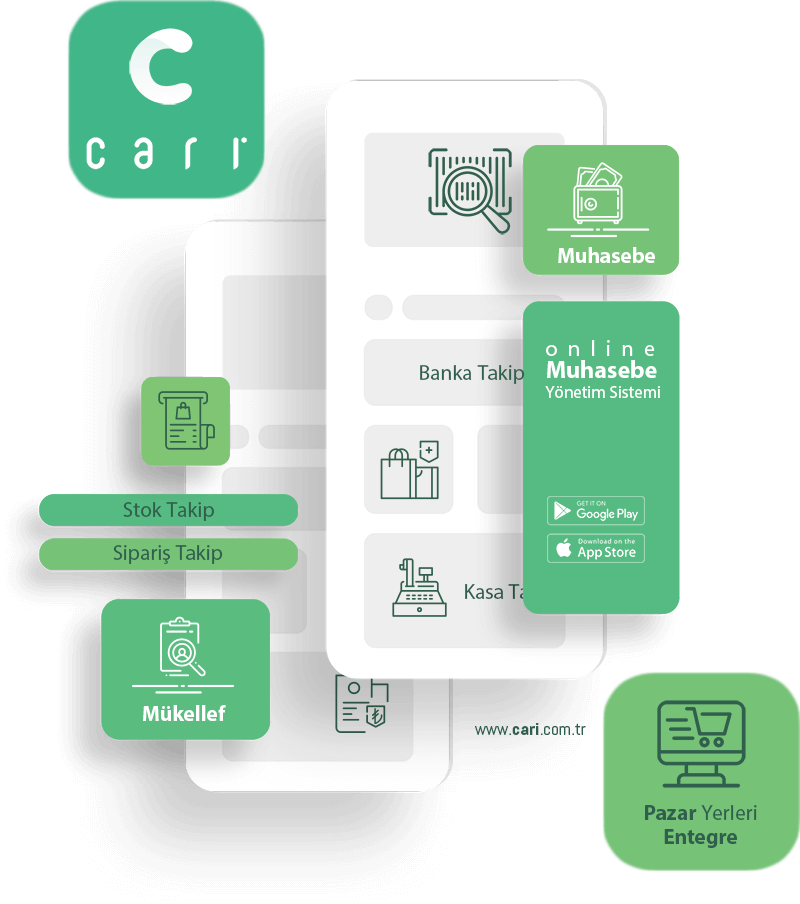 cari
Muhasebe
online
Muhasebe
Yönetim Sistemi
Banka Takip
GET IT ON
Google Play
Download on the
App Store
Stok Takip
Sipariş Takip
Kasa Ta
Mükellef
www.cari.com.tr
Pazar Yerleri
Entegre